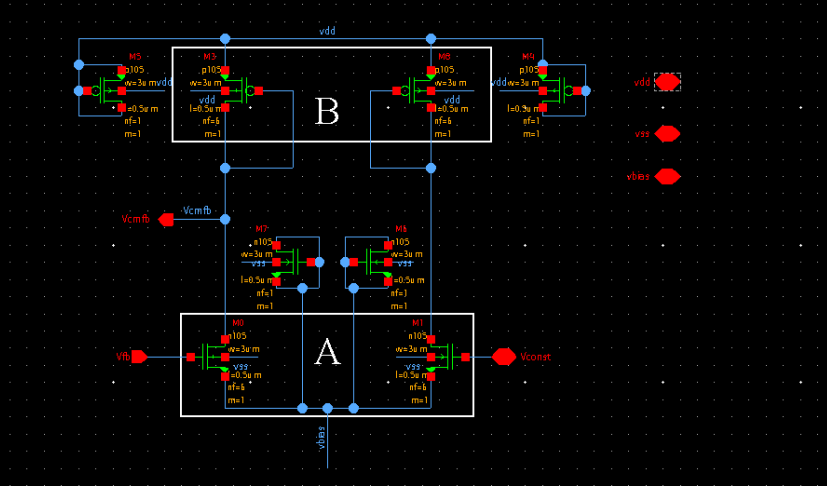 vdd
M5
p105
w=3u m
vdd
l=0.5u m
nf=1
m=1
p105
w=3u m
vdd
l=0.5u m
nf=6
m=1
B
p105
w=3u m
vdd
l=0.5u m
nf=6
m=1
M4
p105
vdd
w=3u m
l=0.5u m
nf=1
m=1
vdd
vss
vbias
Vcmfb
Vcmfb
M7
n105
w=3u m
vss
l=0.5u m
nf=1
m=1
n105
w=3u m
vss
l=0.5u m
nf=1
m=1
Vfb
M0
n105
w=3u m
vss
l=0.5u m
nf=6
m=1
A
M1
n105
w=3u m
vss
l=0.5u m
nf=6
m=1
Vconst
vbias